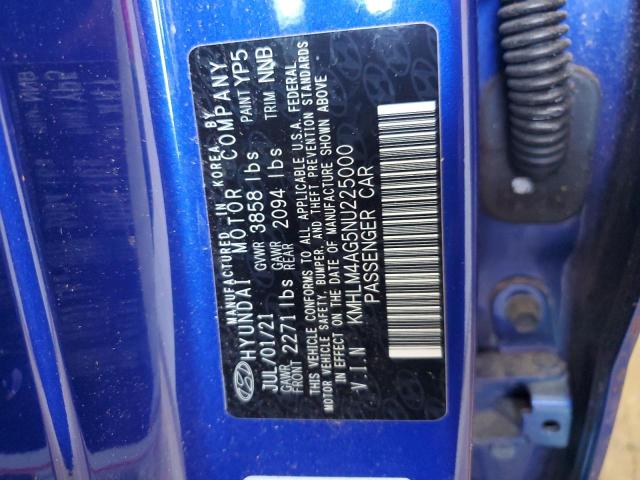 MANUFACTURED IN KOREA BY
HYUNDAI MOTOR COMPANY
JUL/01/21 GVWR 3858 lbs PAINT YP5
GAWR FRONT 2271 lbs GAWR REAR 2094 lbs TRIM NNB
THIS VEHICLE CONFORMS TO ALL APPLICABLE U.S.A. FEDERAL
MOTOR VEHICLE SAFETY, BUMPER, AND THEFT PREVENTION STANDARDS
IN EFFECT ON THE DATE OF MANUFACTURE SHOWN ABOVE
VIN KMHLM4AG5NU225000
PASSENGER CAR